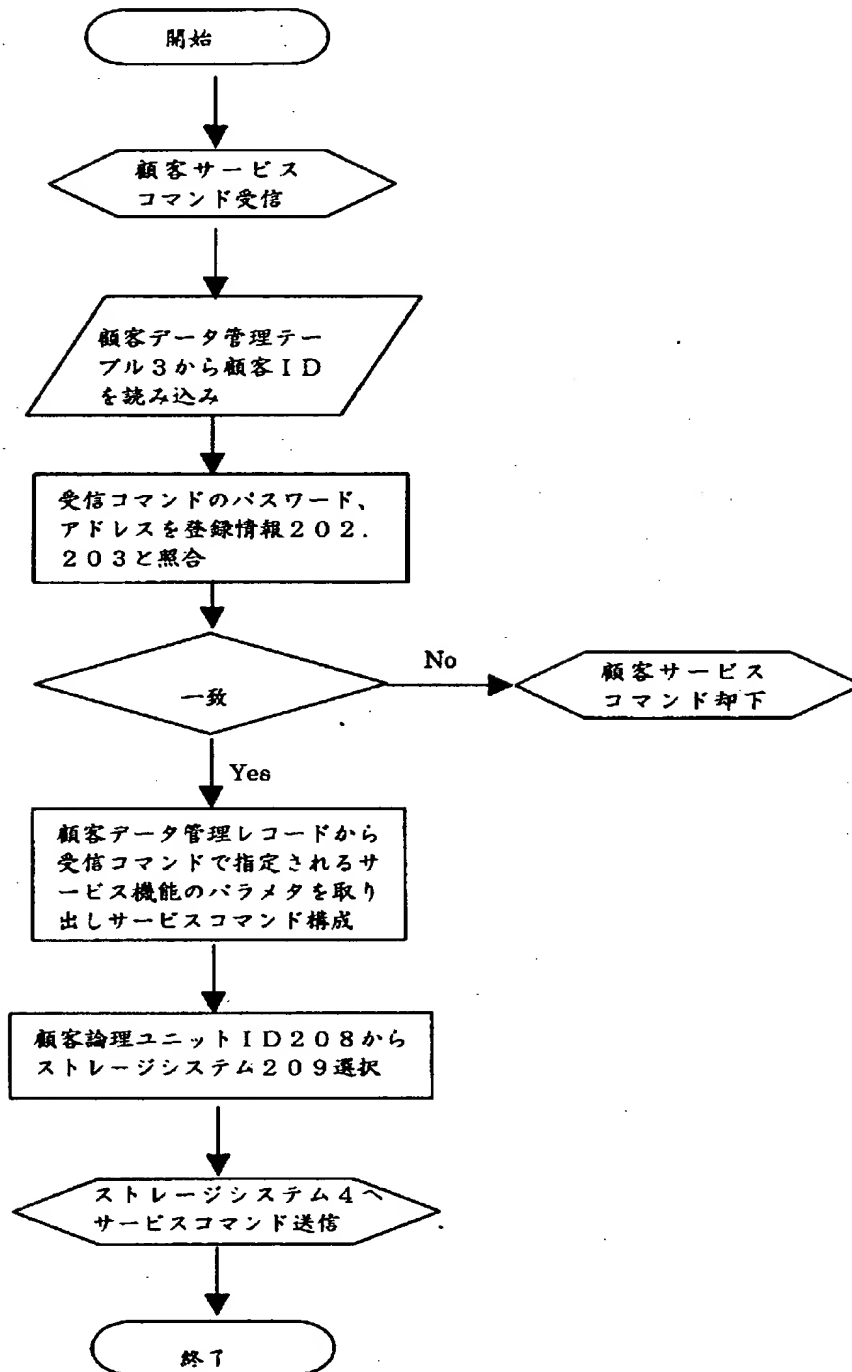 開始
顧客サービス
コマンド受信
顧客データ管理テー
ブル３から顧客ＩＤ
を読み込み
受信コマンドのパスワード、
アドレスを登録情報２０２．
２０３と照合
一致
No
顧客サービス
コマンド却下
Yes
顧客データ管理レコードから
受信コマンドで指定されるサ
ービス機能のパラメタを取り
出しサービスコマンド構成
顧客論理ユニットＩＤ２０８から
ストレージシステム２０９選択
ストレージシステム４へ
サービスコマンド送信
終了